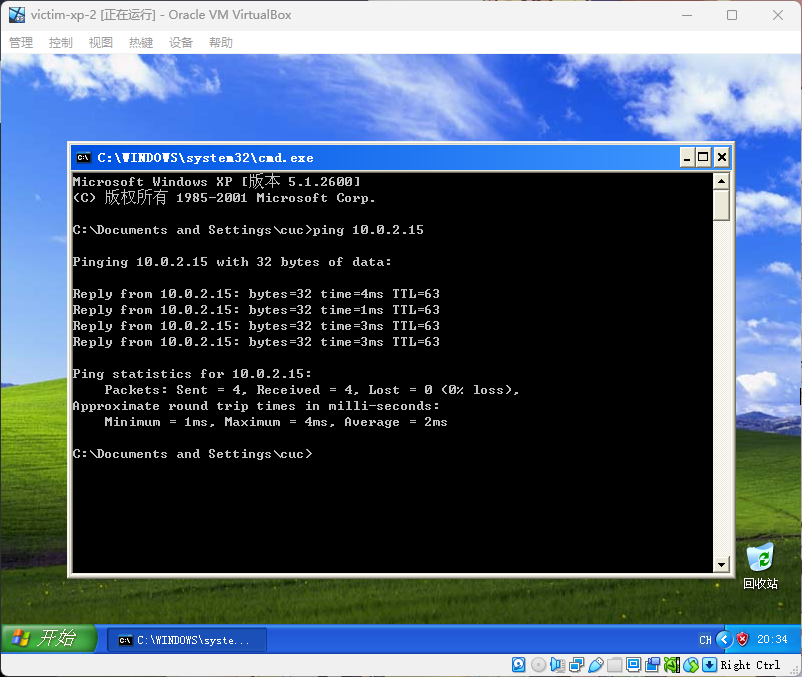 victim-xp-2 [正在运行] - Oracle VM VirtualBox
管理 控制 视图 热键 设备 帮助
C:\WINDOWS\system32\cmd.exe
Microsoft Windows XP [版本 5.1.2600]
(C) 版权所有 1985-2001 Microsoft Corp.
C:\Documents and Settings\cuc>ping 10.0.2.15
Pinging 10.0.2.15 with 32 bytes of data:
Reply from 10.0.2.15: bytes=32 time=4ms TTL=63
Reply from 10.0.2.15: bytes=32 time=1ms TTL=63
Reply from 10.0.2.15: bytes=32 time=3ms TTL=63
Reply from 10.0.2.15: bytes=32 time=3ms TTL=63
Ping statistics for 10.0.2.15:
Packets: Sent = 4, Received = 4, Lost = 0 (0% loss),
Approximate round trip times in milli-seconds:
Minimum = 1ms, Maximum = 4ms, Average = 2ms
C:\Documents and Settings\cuc>
回收站
开始 C:\WINDOWS\syste... CH 20:34
Right Ctrl